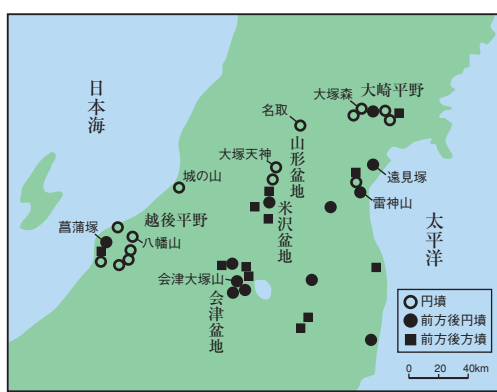 日本海
大塚森
大崎平野
名取
山形盆地
大塚天神
城の山
遠見塚
米沢盆地
雷神山
越後平野
菖蒲塚
八幡山
太平洋
会津大塚山
会津盆地
円墳
前方後円墳
前方後方墳
0 20 40km